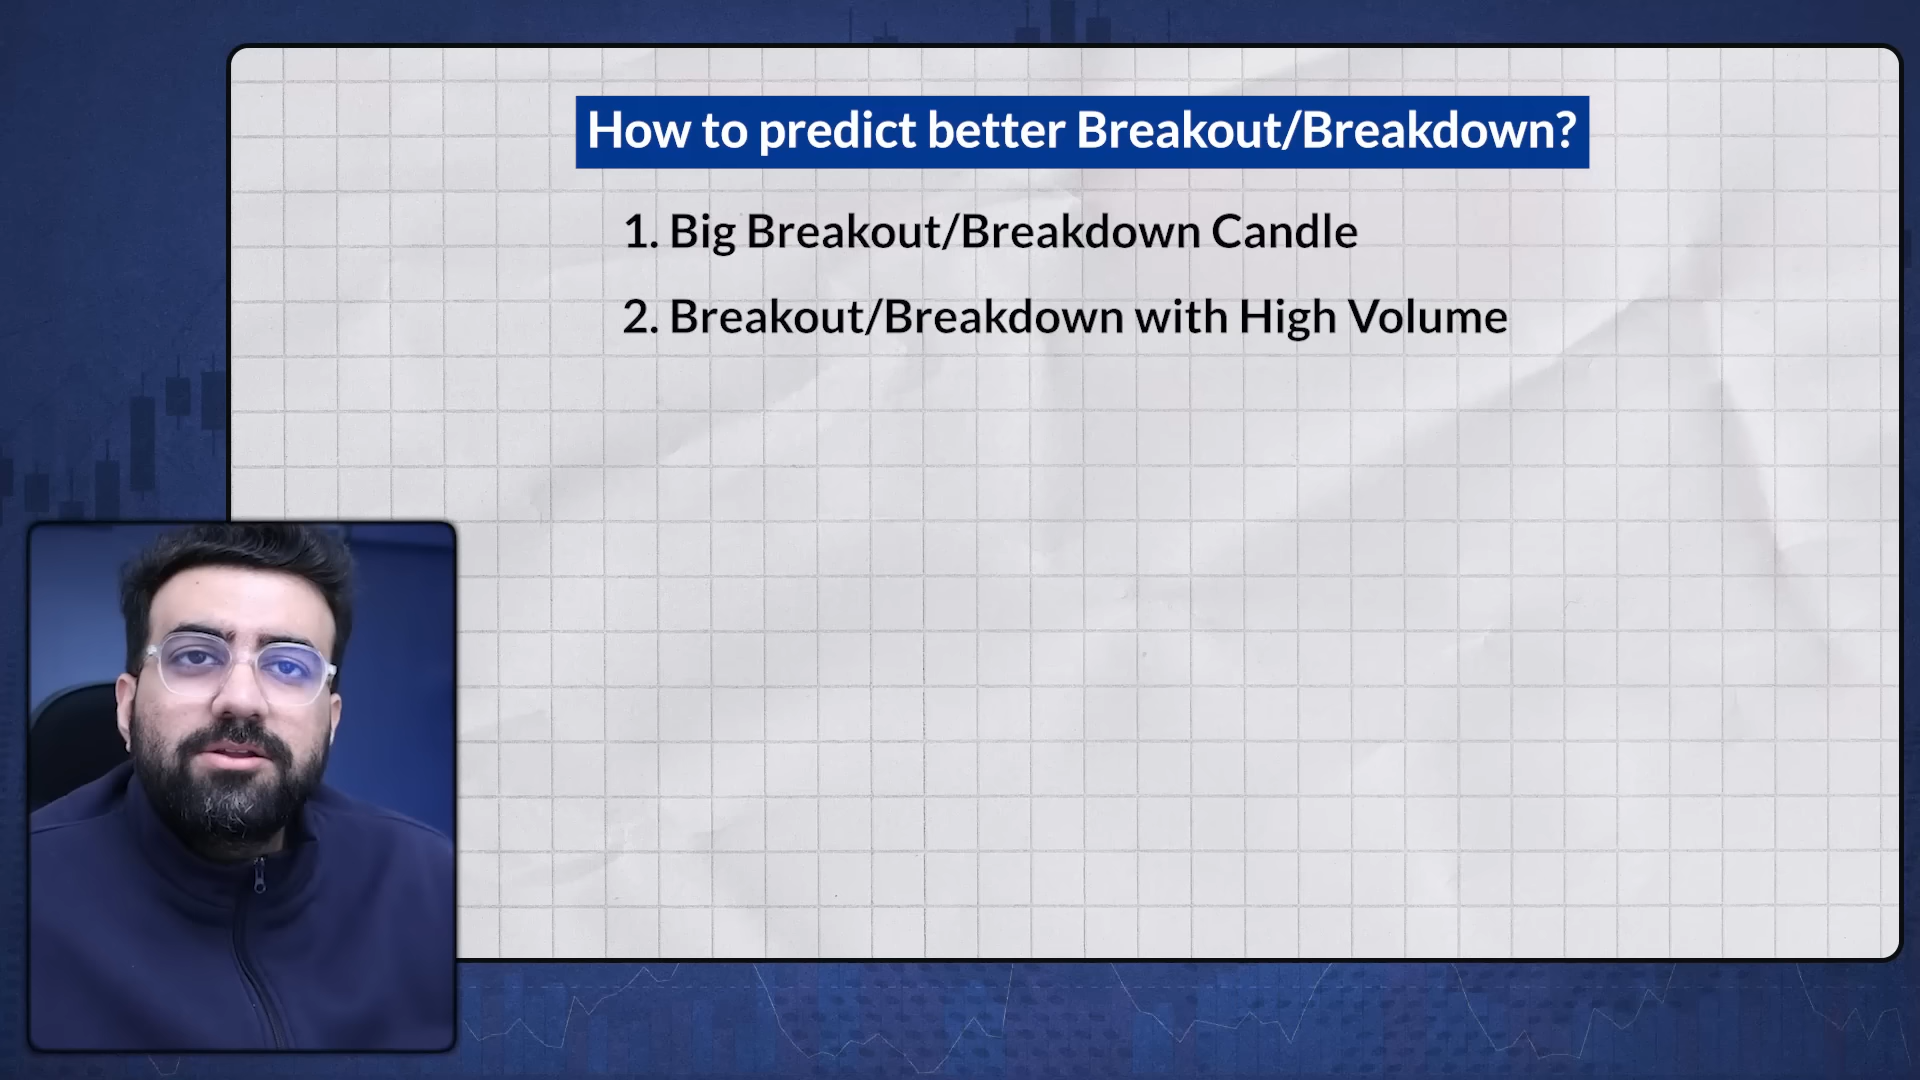 How to predict better Breakout/Breakdown?
1. Big Breakout/Breakdown Candle
2. Breakout/Breakdown with High Volume